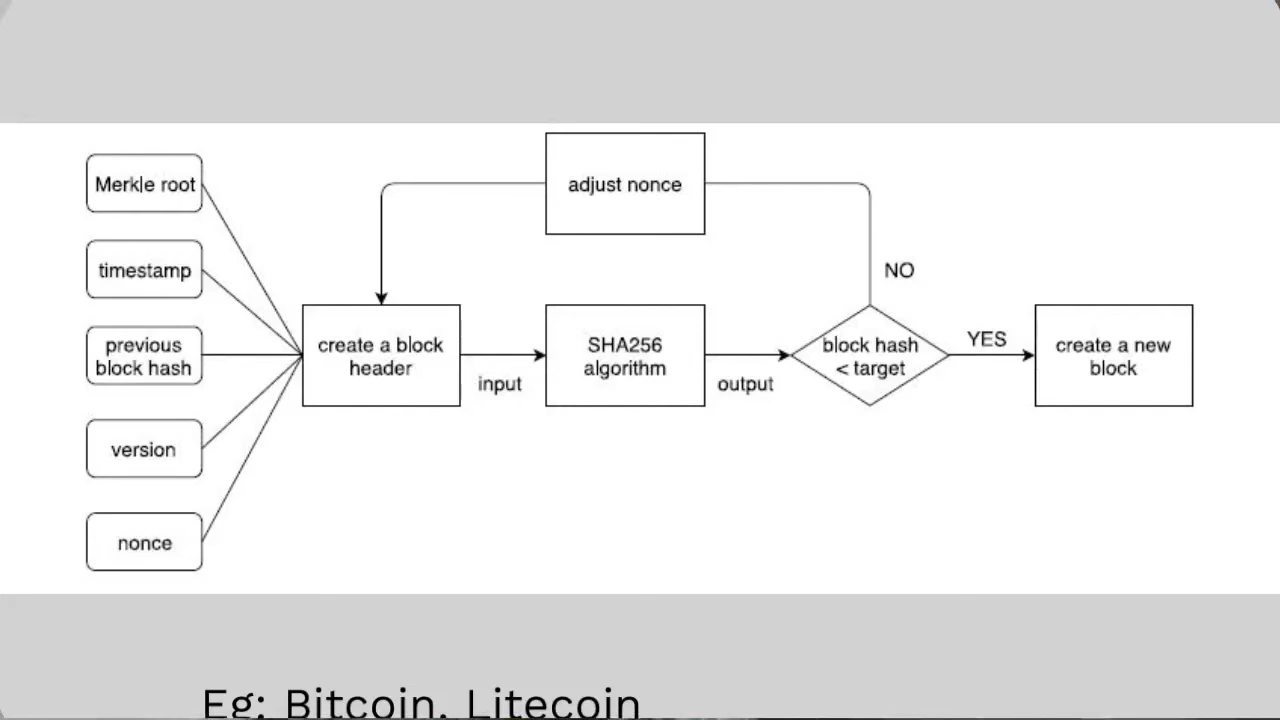 Merkle root
timestamp
previous
block hash
version
nonce
adjust nonce
create a block
header
input
SHA256
algorithm
output
block hash
< target
NO
YES
create a new
block
Eg: Bitcoin, Litecoin